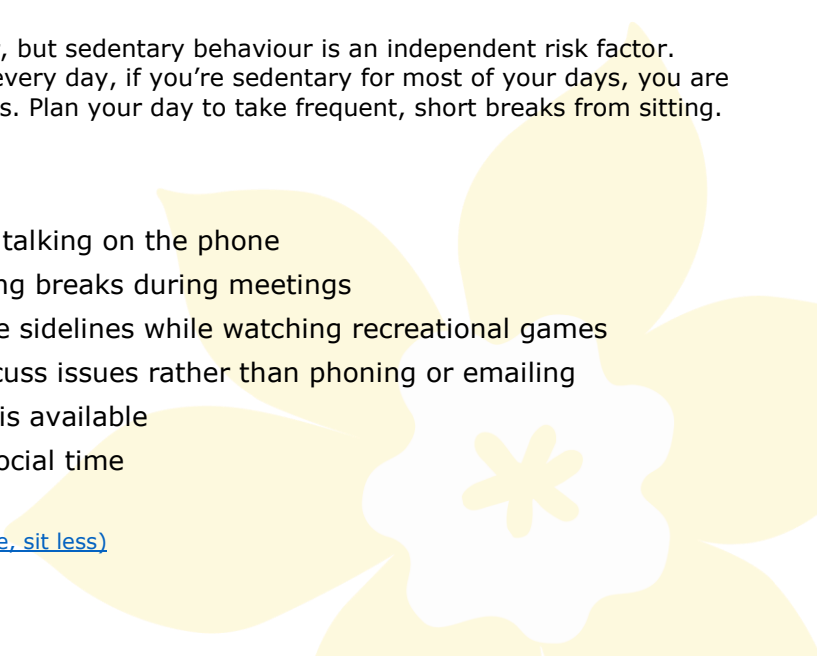 , but sedentary behaviour is an independent risk factor.
every day, if you're sedentary for most of your days, you are
s. Plan your day to take frequent, short breaks from sitting.
talking on the phone
ng breaks during meetings
e sidelines while watching recreational games
cuss issues rather than phoning or emailing
is available
ocial time
e, sit less)